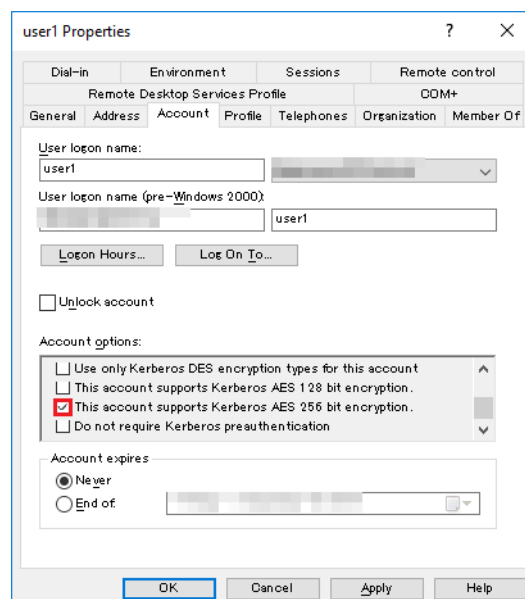 user1 Properties
?
Dial-in Environment Sessions Remote control
Remote Desktop Services Profile COM+
General Address Account Profile Telephones Organization Member Of
User logon name:
user1
User logon name (pre-Windows 2000):
user1
Logon Hours... Log On To...
Unlock account
Account options:
Use only Kerberos DES encryption types for this account
This account supports Kerberos AES 128 bit encryption.
This account supports Kerberos AES 256 bit encryption.
Do not require Kerberos preauthentication
Account expires
Never
End of:
OK Cancel Apply Help